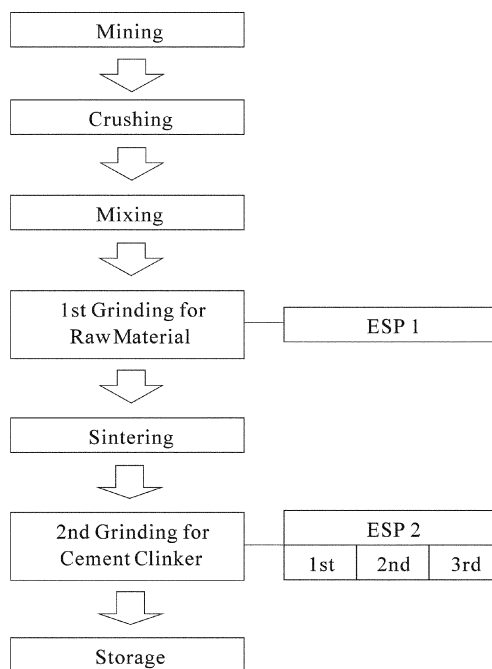 Mining
Crushing
Mixing
1st Grinding for
Raw Material
ESP 1
Sintering
2nd Grinding for
Cement Clinker
ESP 2
1st 2nd 3rd
Storage